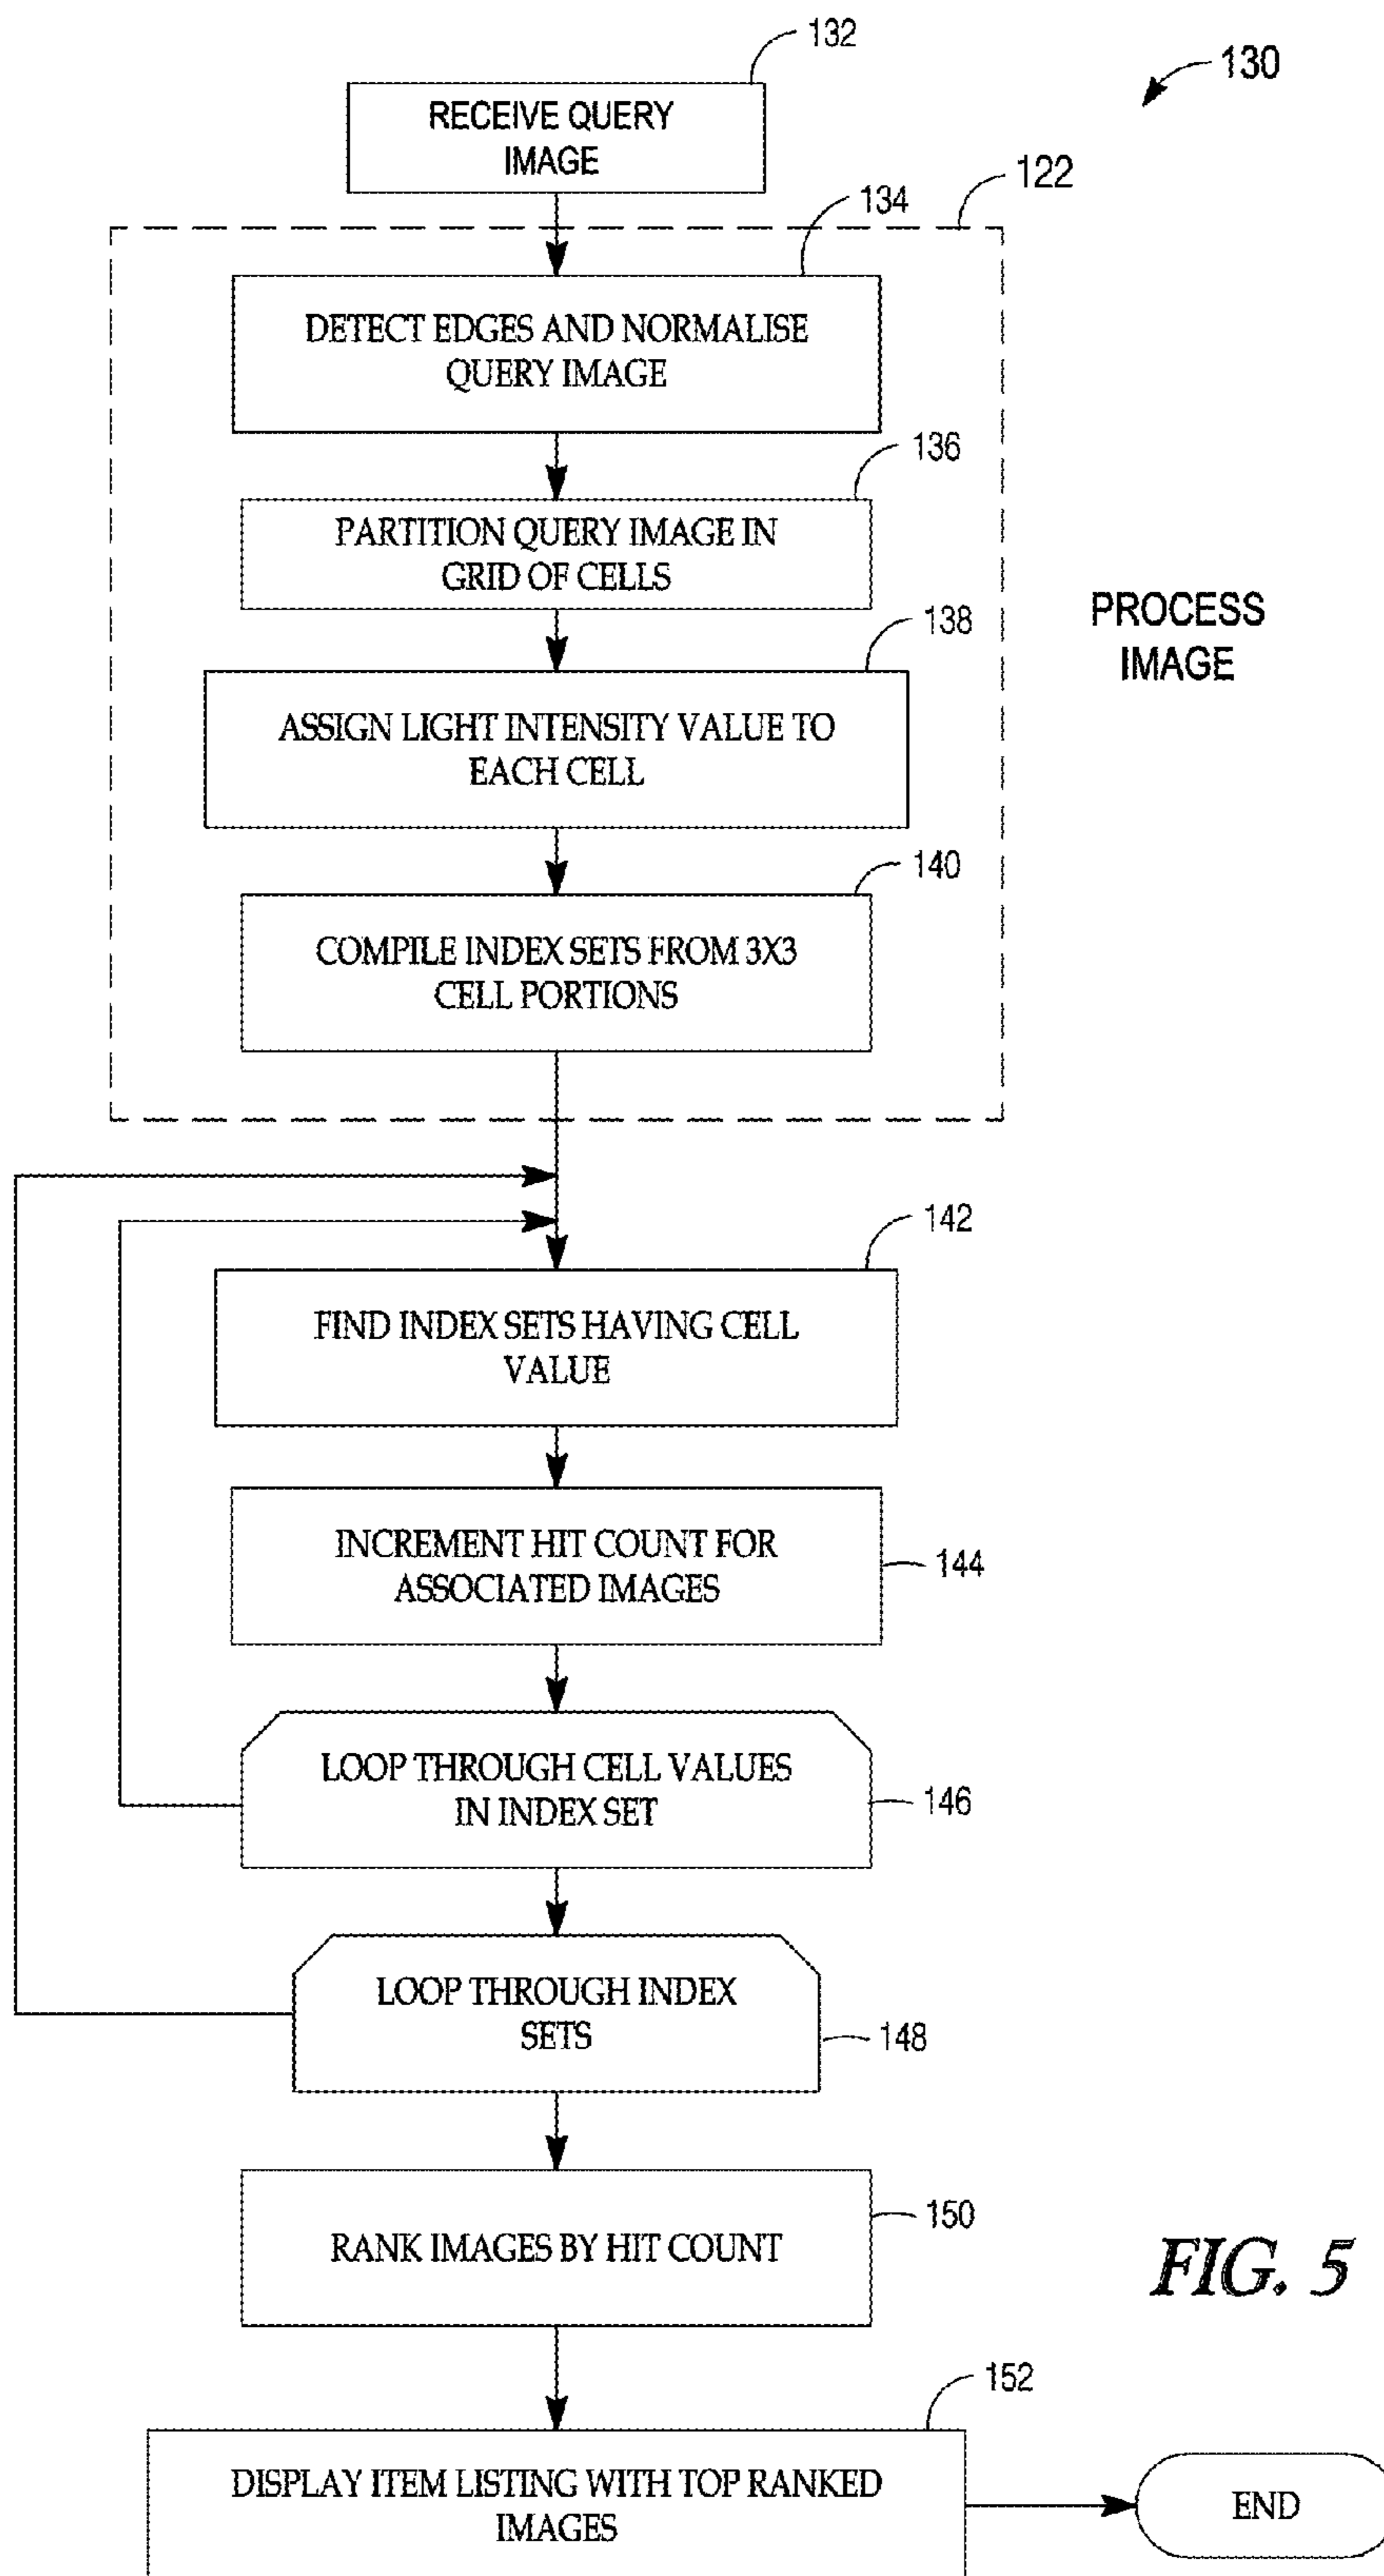 132
130
RECEIVE QUERY
IMAGE
122
134
DETECT EDGES AND NORMALISE
QUERY IMAGE
136
PARTITION QUERY IMAGE IN
GRID OF CELLS
138
PROCESS
IMAGE
ASSIGN LIGHT INTENSITY VALUE TO
EACH CELL
140
COMPILE INDEX SETS FROM 3X3
CELL PORTIONS
142
FIND INDEX SETS HAVING CELL
VALUE
INCREMENT HIT COUNT FOR
ASSOCIATED IMAGES
144
LOOP THROUGH CELL VALUES
IN INDEX SET
146
LOOP THROUGH INDEX
SETS
148
150
RANK IMAGES BY HIT COUNT
FIG. 5
152
DISPLAY ITEM LISTING WITH TOP RANKED
IMAGES
END